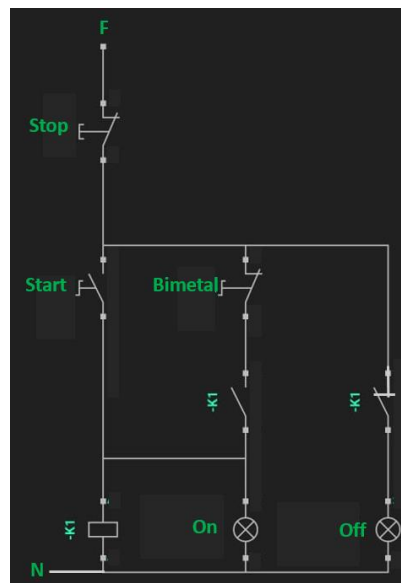 F
Stop
Start
Bimetal
-K1
-K1
-K1
On
Off
N